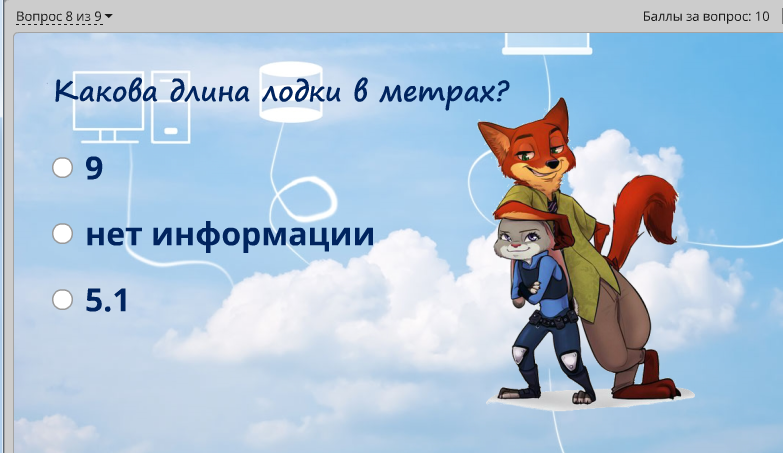 Вопрос 8 из 9
Баллы за вопрос: 10
Какова длина лодки в метрах?
9
нет информации
5.1